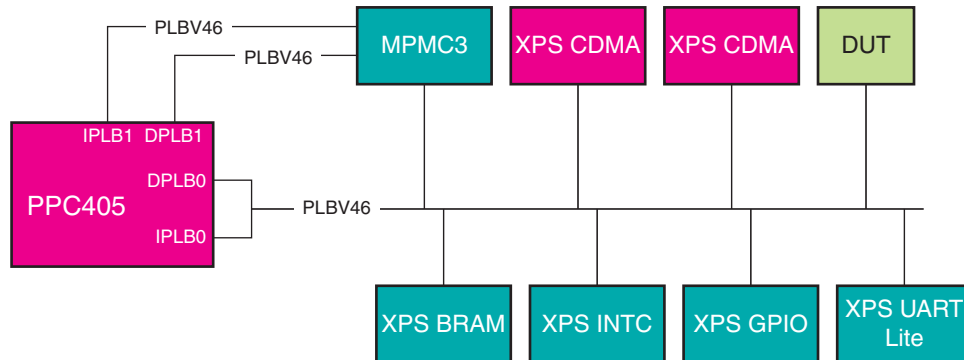 PLBV46
MPMC3
XPS CDMA
XPS CDMA
DUT
PLBV46
IPLB1 DPLB1
DPLB0
PPC405
PLBV46
IPLB0
XPS BRAM
XPS INTC
XPS GPIO
XPS UART
Lite